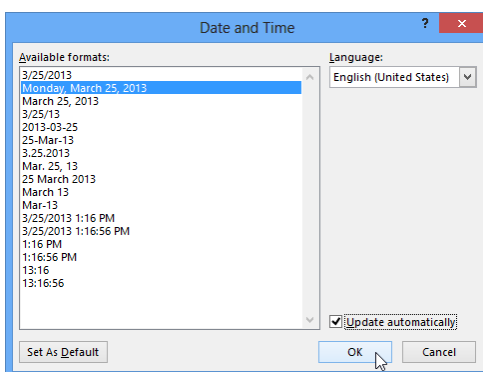 Date and Time
?
Available formats:
Language:
3/25/2013
Monday, March 25, 2013
March 25, 2013
3/25/13
2013-03-25
25-Mar-13
3.25.2013
Mar. 25, 13
25 March 2013
March 13
Mar-13
3/25/2013 1:16 PM
3/25/2013 1:16:56 PM
1:16 PM
1:16:56 PM
13:16
13:16:56
English (United States)
Update automatically
Set As Default
OK
Cancel